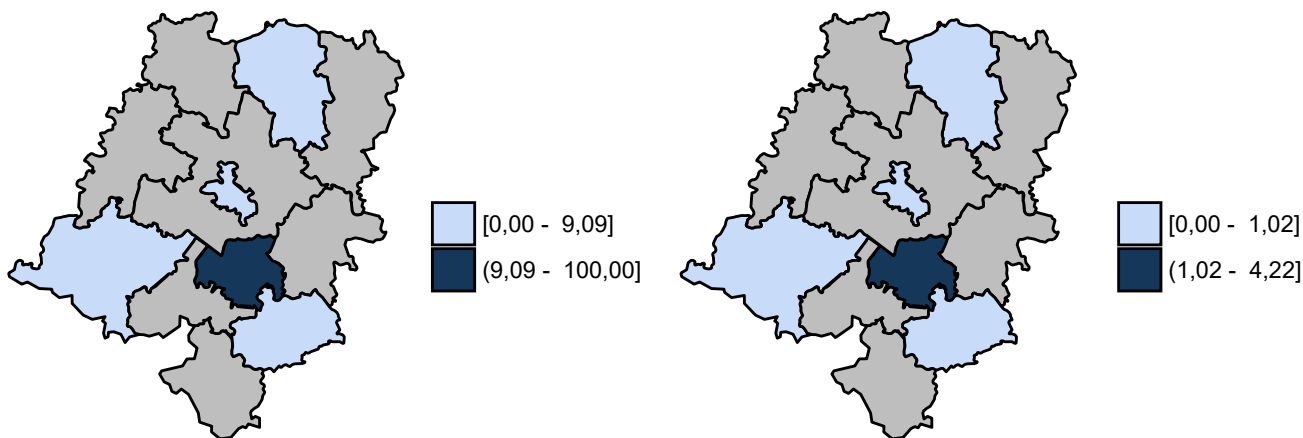 [0,00 -  9,09]
(9,09 -  100,00]
[0,00 -  1,02]
(1,02 -  4,22]